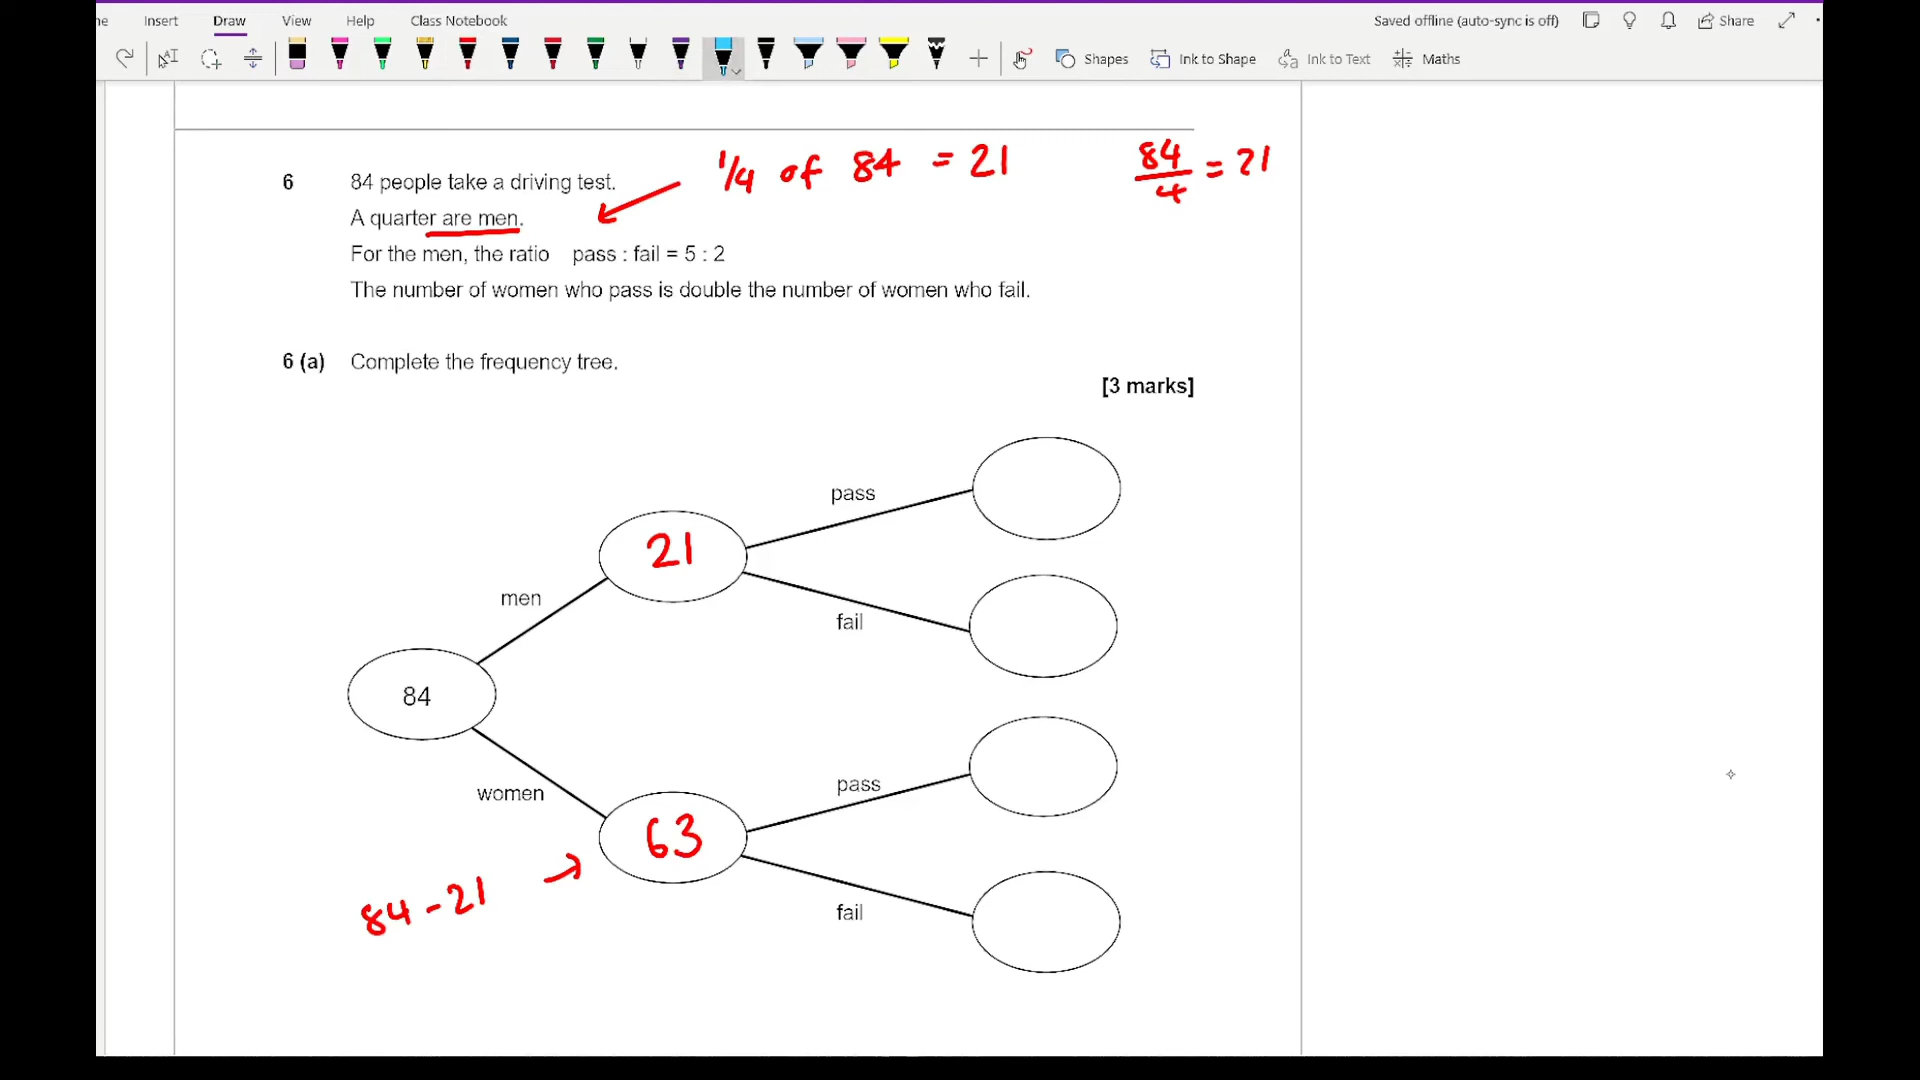 Insert Draw View Help Class Notebook Saved offline (auto-sync is off) Share
Shapes Ink to Shape Ink to Text Maths
1/4 of 84 = 21
84/4 = 21
6 84 people take a driving test.
A quarter are men.
For the men, the ratio pass : fail = 5 : 2
The number of women who pass is double the number of women who fail.
6 (a) Complete the frequency tree.
[3 marks]
pass
21
men
fail
84
pass
women
63
84 - 21
fail